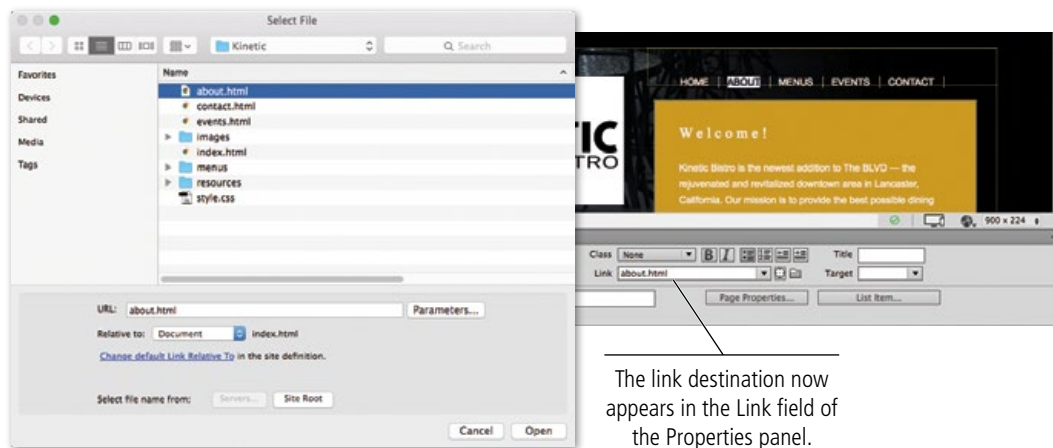 Select File
Kinetic
Search
Favorites
Devices
Shared
Media
Tags
Name
about.html
contact.html
events.html
images
index.html
menus
resources
style.css
URL: about.html
Parameters...
Relative to: Document index.html
Change default Link Relative To in the site definition.
Select file name from: Servers... Site Root
Cancel Open
HOME | ABOUT | MENUS | EVENTS | CONTACT |
IC
TRO
Welcome!
Kinetic Bistro is the newest addition to The BLVD — the
rejuvenated and revitalized downtown area in Lancaster,
California. Our mission is to provide the best possible dining
900 x 224
Class None B I Title
Link about.html Target
Page Properties... List Item...
The link destination now
appears in the Link field of
the Properties panel.